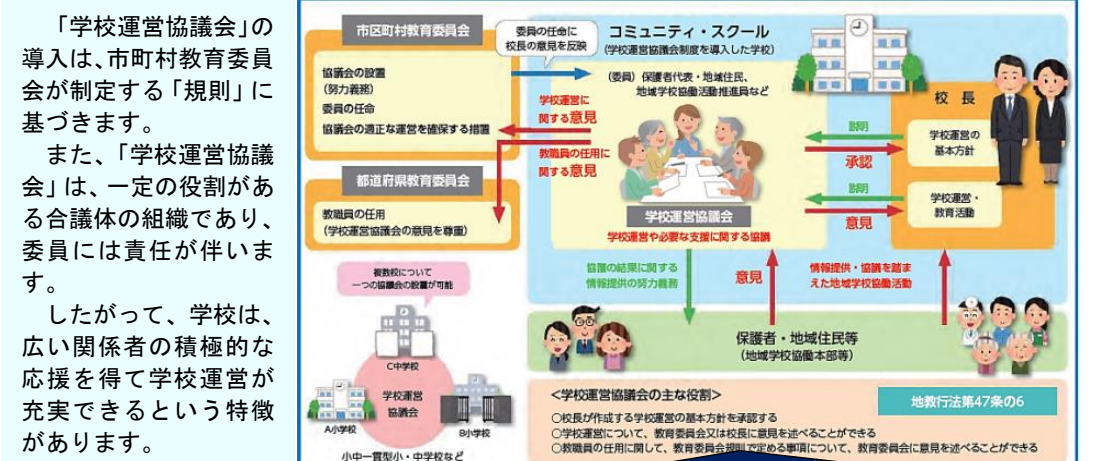 「学校運営協議会」の
導入は、市町村教育委員
会が制定する「規則」に
基づきます。
また、「学校運営協議
会」は、一定の役割があ
る合議体の組織であり、
委員には責任が伴いま
す。
したがって、学校は、
広い関係者の積極的な
応援を得て学校運営が
充実できるという特徴
があります。
市区町村教育委員会
協議会の設置
(努力義務)
委員の任命
協議会の適正な運営を確保する措置
委員の任命に
校長の意見を反映
コミュニティ・スクール
(学校運営協議会制度を導入した学校)
(委員)保護者代表・地域住民、
地域学校協働活動推進員など
学校運営に
関する意見
教職員の任用に
関する意見
都道府県教育委員会
教職員の任用
(学校運営協議会の意見を尊重)
学校運営協議会
学校運営や必要な支援に関する協議
校長
説明
承認
学校運営の
基本方針
説明
意見
学校運営・
教育活動
協議の結果に関する
情報提供の努力義務
意見
情報提供・協議を踏ま
えた地域学校協働活動
保護者・地域住民等
(地域学校協働本部等)
複数校について
一つの協議会の設置が可能
C中学校
学校運営
協議会
A小学校
B小学校
小中一貫型小・中学校など
<学校運営協議会の主な役割>
地教行法第47条の6
○校長が作成する学校運営の基本方針を承認する
○学校運営について、教育委員会又は校長に意見を述べることができる
○教職員の任用に関して、教育委員会規則で定める事項について、教育委員会に意見を述べることができる